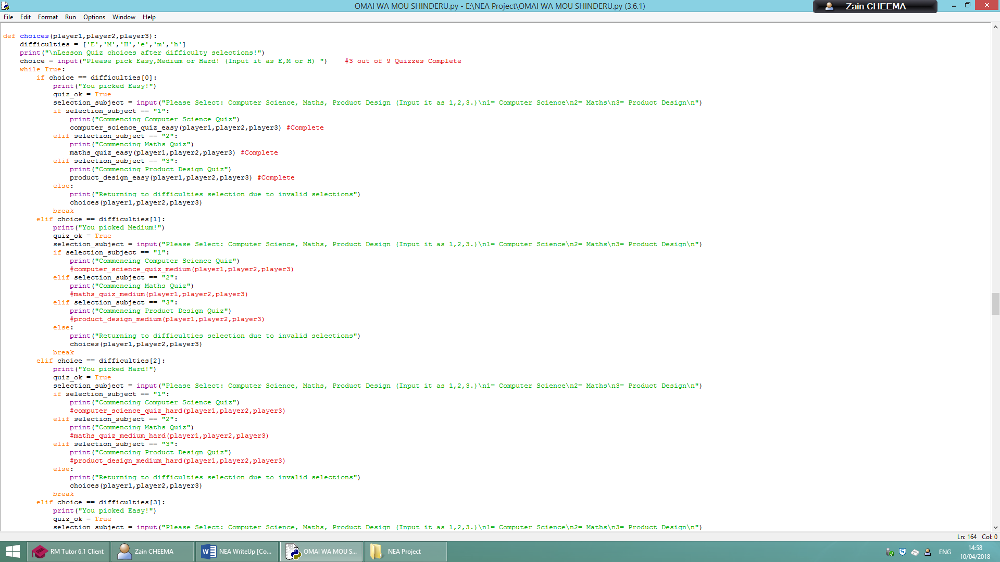 OMAI WA MOU SHINDERU.py - E:\NEA Project\OMAI WA MOU SHINDERU.py (3.6.1)
Zain CHEEMA
File Edit Format Run Options Window Help
def choices(player1,player2,player3):
    difficulties = ['E','M','H','e','m','h']
    print("\nLesson Quiz choices after difficulty selections!")
    choice = input("Please pick Easy,Medium or Hard! (Input it as E,M or H) ")    #3 out of 9 Quizzes Complete
    while True:
        if choice == difficulties[0]:
            print("You picked Easy!")
            quiz_ok = True
            selection_subject = input("Please Select: Computer Science, Maths, Product Design (Input it as 1,2,3.)\n1= Computer Science\n2= Maths\n3= Product Design\n")
            if selection_subject == "1":
                print("Commencing Computer Science Quiz")
                computer_science_quiz_easy(player1,player2,player3) #Complete
            elif selection_subject == "2":
                print("Commencing Maths Quiz")
                maths_quiz_easy(player1,player2,player3) #Complete
            elif selection_subject == "3":
                print("Commencing Product Design Quiz")
                product_design_easy(player1,player2,player3) #Complete
            else:
                print("Returning to difficulties selection due to invalid selections")
                choices(player1,player2,player3)
            break
        elif choice == difficulties[1]:
            print("You picked Medium!")
            quiz_ok = True
            selection_subject = input("Please Select: Computer Science, Maths, Product Design (Input it as 1,2,3.)\n1= Computer Science\n2= Maths\n3= Product Design\n")
            if selection_subject == "1":
                print("Commencing Computer Science Quiz")
                #computer_science_quiz_medium(player1,player2,player3)
            elif selection_subject == "2":
                print("Commencing Maths Quiz")
                #maths_quiz_medium(player1,player2,player3)
            elif selection_subject == "3":
                print("Commencing Product Design Quiz")
                #product_design_medium(player1,player2,player3)
            else:
                print("Returning to difficulties selection due to invalid selections")
                choices(player1,player2,player3)
            break
        elif choice == difficulties[2]:
            print("You picked Hard!")
            quiz_ok = True
            selection_subject = input("Please Select: Computer Science, Maths, Product Design (Input it as 1,2,3.)\n1= Computer Science\n2= Maths\n3= Product Design\n")
            if selection_subject == "1":
                print("Commencing Computer Science Quiz")
                #computer_science_quiz_hard(player1,player2,player3)
            elif selection_subject == "2":
                print("Commencing Maths Quiz")
                #maths_quiz_medium_hard(player1,player2,player3)
            elif selection_subject == "3":
                print("Commencing Product Design Quiz")
                #product_design_medium_hard(player1,player2,player3)
            else:
                print("Returning to difficulties selection due to invalid selections")
                choices(player1,player2,player3)
            break
        elif choice == difficulties[3]:
            print("You picked Easy!")
            quiz_ok = True
            selection_subject = input("Please Select: Computer Science, Maths, Product Design (Input it as 1,2,3.)\n1= Computer Science\n2= Maths\n3= Product Design\n")
Ln: 164 Col: 0
RM Tutor 6.1 Client
Zain CHEEMA
NEA WriteUp [Co...
OMAI WA MOU S...
NEA Project
ENG
14:58
10/04/2018